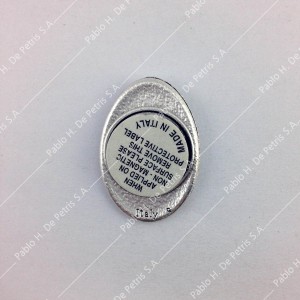 WHEN
APPLIED ON
NON - MAGNETIC
SURFACE PLEASE
REMOVE THIS
PROTECTIVE LABEL
MADE IN ITALY
Italy
Pablo H. De Petris S.A.